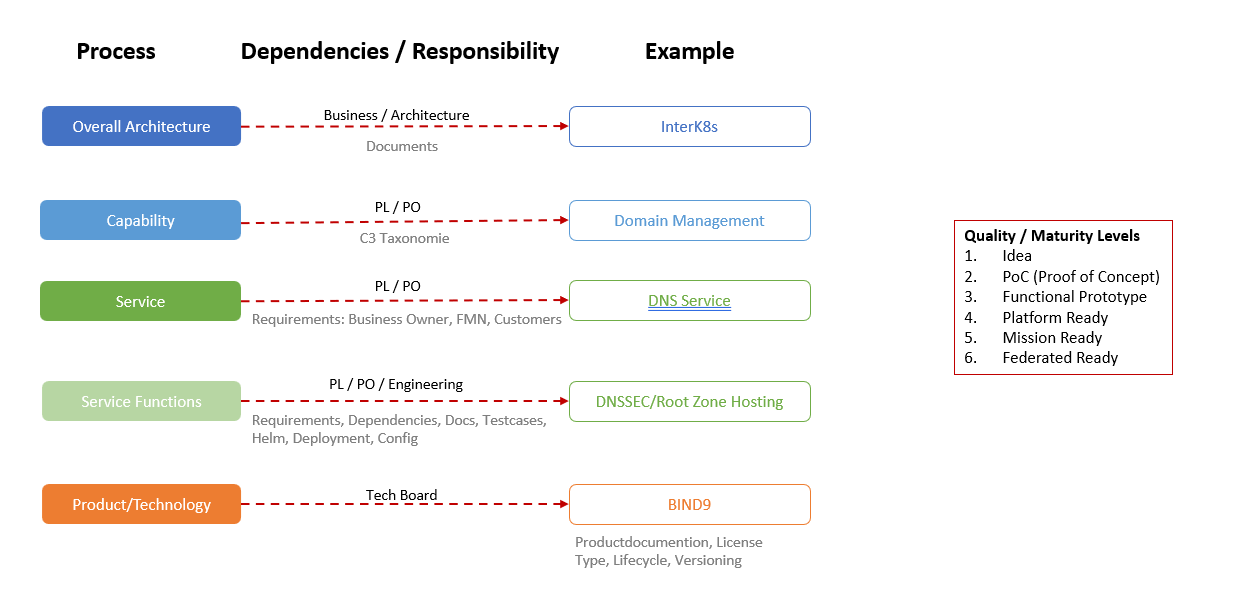 Process
Dependencies / Responsibility
Example
Overall Architecture
Business / Architecture
Documents
InterK8s
Capability
PL / PO
C3 Taxonomie
Domain Management
Service
PL / PO
Requirements: Business Owner, FMN, Customers
DNS Service
Service Functions
PL / PO / Engineering
Requirements, Dependencies, Docs, Testcases,
Helm, Deployment, Config
DNSSEC/Root Zone Hosting
Product/Technology
Tech Board
BIND9
Productdocumention, License
Type, Lifecycle, Versioning
Quality / Maturity Levels
1. Idea
2. PoC (Proof of Concept)
3. Functional Prototype
4. Platform Ready
5. Mission Ready
6. Federated Ready